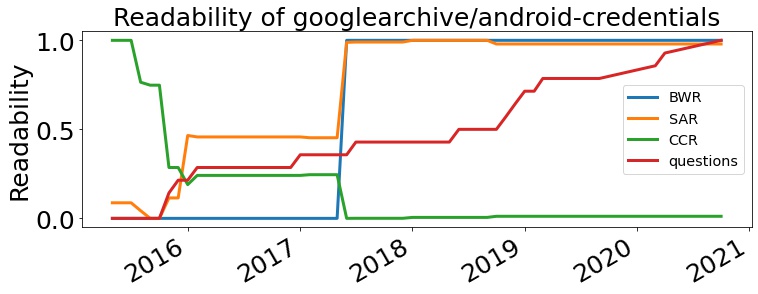 Readability of googlearchive/android-credentials
Readability
1.0
0.5
0.0
BWR
SAR
CCR
questions
2016
2017
2018
2019
2020
2021